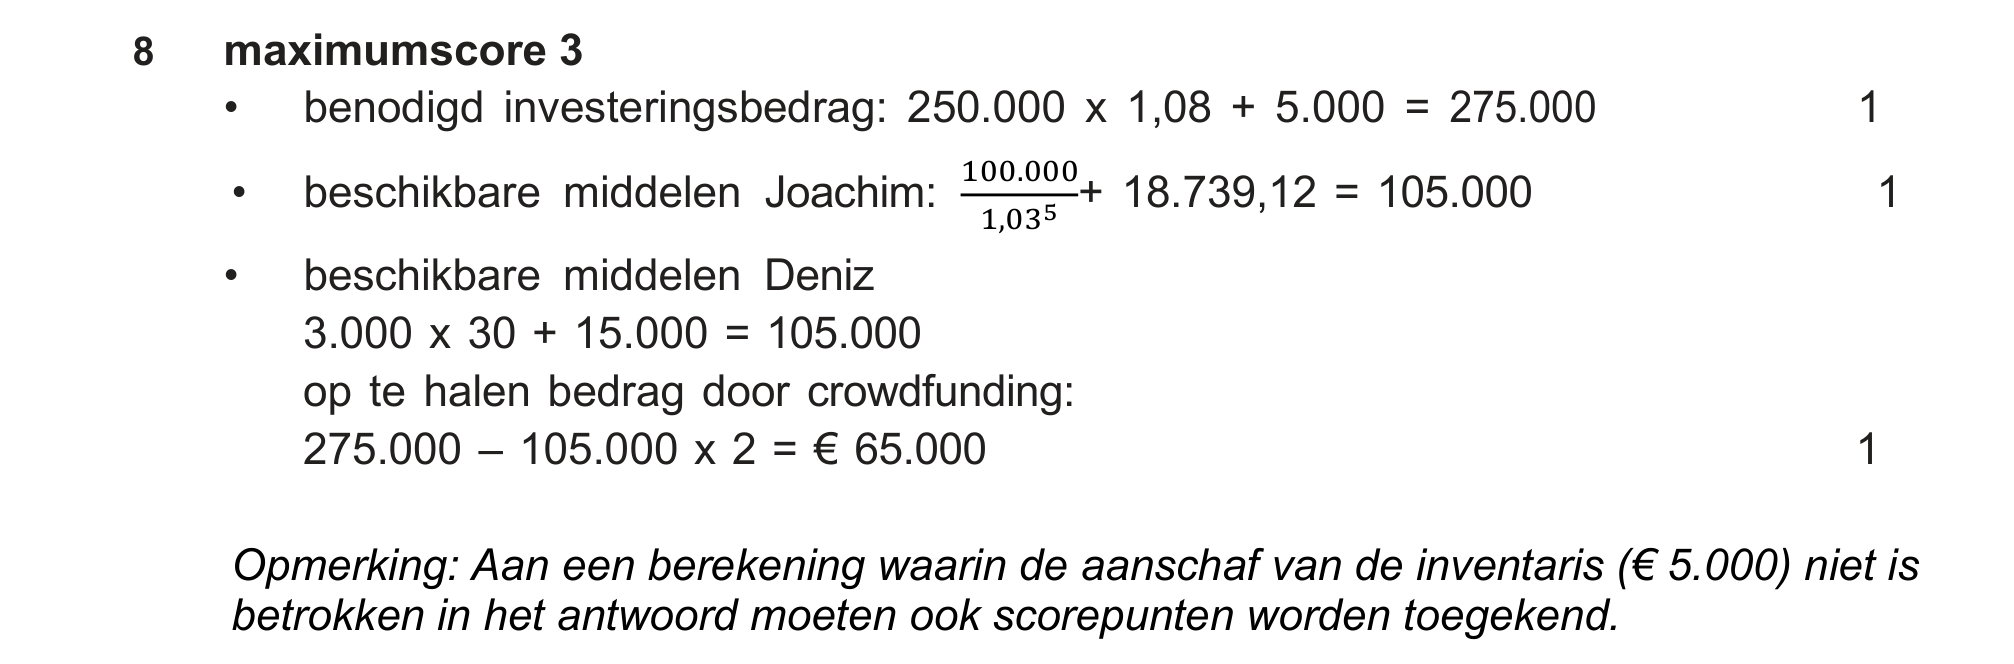 8 maximumscore 3
• benodigd investeringsbedrag: 250.000 x 1,08 + 5.000 = 275.000 1
• beschikbare middelen Joachim: 100.000/1,03⁵ + 18.739,12 = 105.000 1
• beschikbare middelen Deniz
3.000 x 30 + 15.000 = 105.000
op te halen bedrag door crowdfunding:
275.000 – 105.000 x 2 = € 65.000 1
Opmerking: Aan een berekening waarin de aanschaf van de inventaris (€ 5.000) niet is
betrokken in het antwoord moeten ook scorepunten worden toegekend.